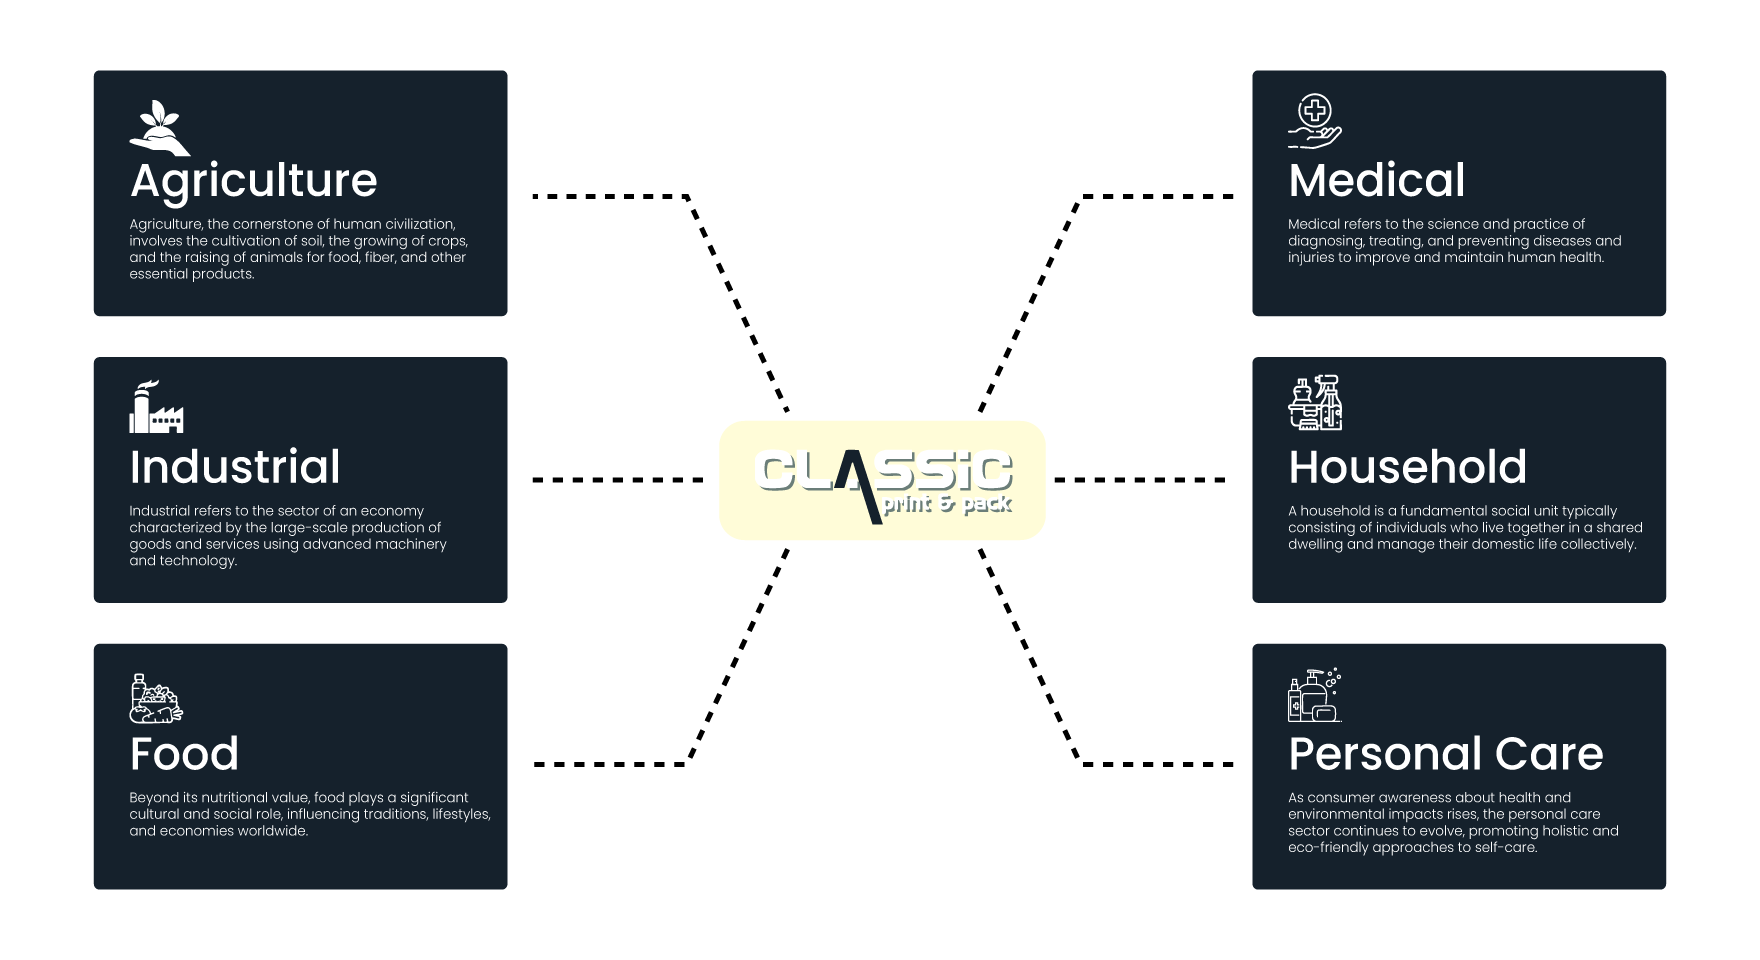 Agriculture
Agriculture, the cornerstone of human civilization,
involves the cultivation of soil, the growing of crops,
and the raising of animals for food, fiber, and other
essential products.
Industrial
Industrial refers to the sector of an economy
characterized by the large-scale production of
goods and services using advanced machinery
and technology.
Food
Beyond its nutritional value, food plays a significant
cultural and social role, influencing traditions, lifestyles,
and economies worldwide.
CLASSiC
print & pack
Medical
Medical refers to the science and practice of
diagnosing, treating, and preventing diseases and
injuries to improve and maintain human health.
Household
A household is a fundamental social unit typically
consisting of individuals who live together in a shared
dwelling and manage their domestic life collectively.
Personal Care
As consumer awareness about health and
environmental impacts rises, the personal care
sector continues to evolve, promoting holistic and
eco-friendly approaches to self-care.